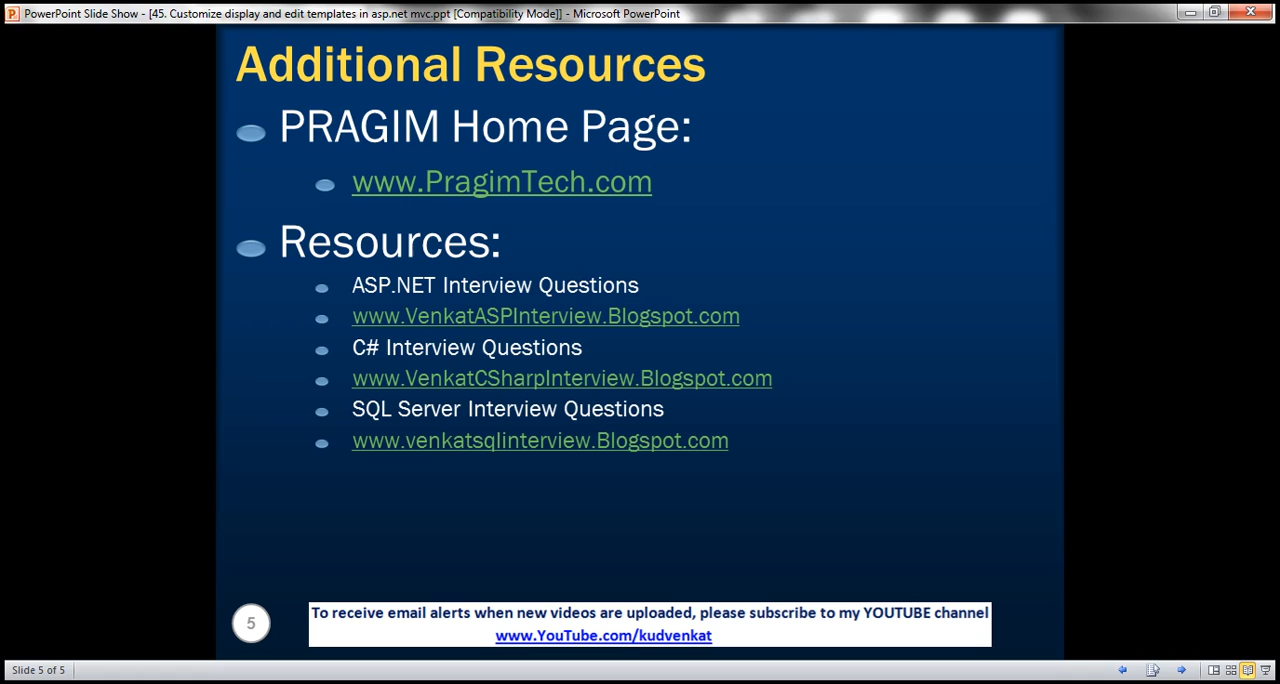 PowerPoint Slide Show - [45. Customize display and edit templates in asp.net mvc.ppt [Compatibility Mode]] - Microsoft PowerPoint
Additional Resources
PRAGIM Home Page:
www.PragimTech.com
Resources:
ASP.NET Interview Questions
www.VenkatASPInterview.Blogspot.com
C# Interview Questions
www.VenkatCSharpInterview.Blogspot.com
SQL Server Interview Questions
www.venkatsqlinterview.Blogspot.com
5
To receive email alerts when new videos are uploaded, please subscribe to my YOUTUBE channel
www.YouTube.com/kudvenkat
Slide 5 of 5